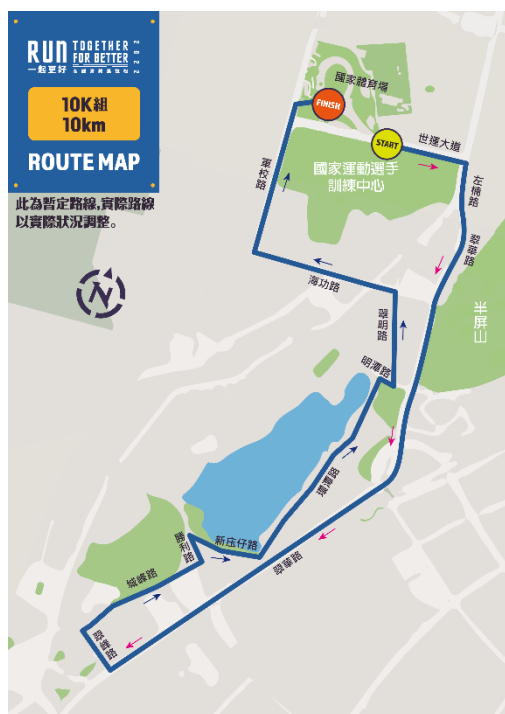 RUN TOGETHER
FOR BETTER
2022
一起更好
10K組
10km
ROUTE MAP
此為暫定路線,實際路線
以實際狀況調整。
N
國家體育場
FINISH
START
世運大道
國家運動選手
訓練中心
軍校路
左楠路
翠華路
半屏山
海功路
翠明路
明潭路
環潭路
新庄仔路
勝利路
翠華路
城峰路
翠峰路